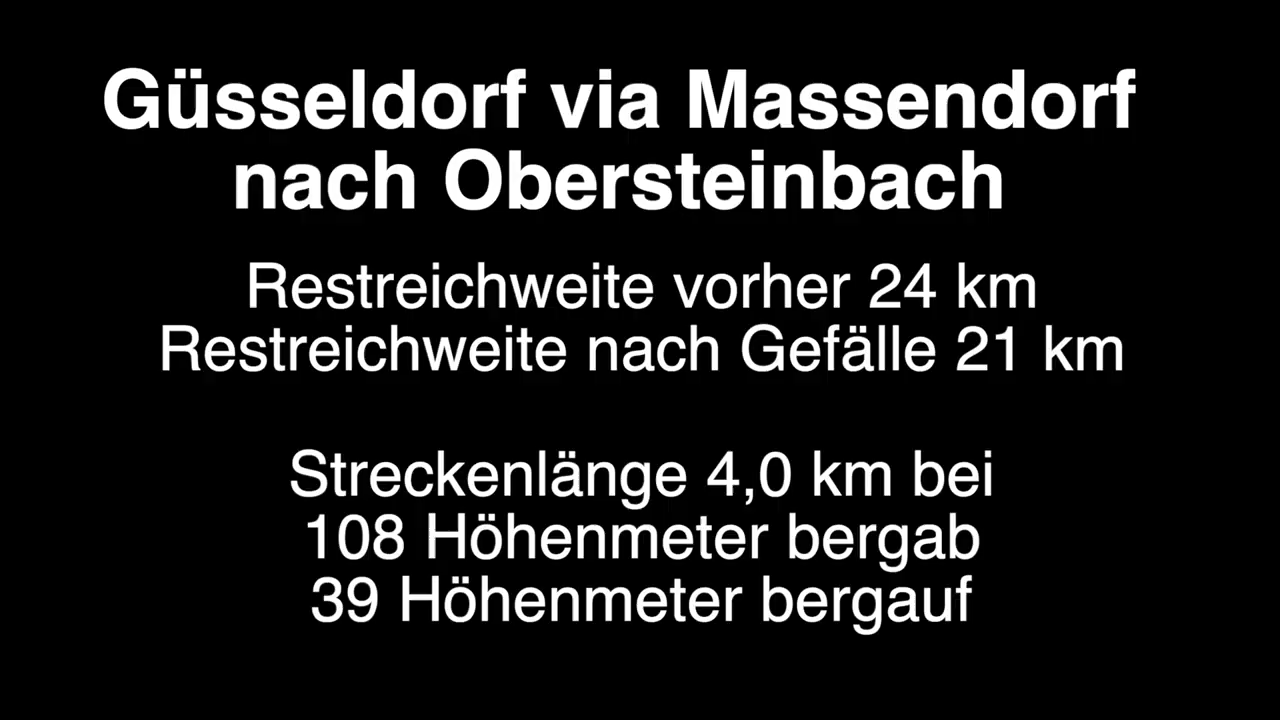 Güsseldorf via Massendorf
nach Obersteinbach
Restreichweite vorher 24 km
Restreichweite nach Gefälle 21 km
Streckenlänge 4,0 km bei
108 Höhenmeter bergab
39 Höhenmeter bergauf